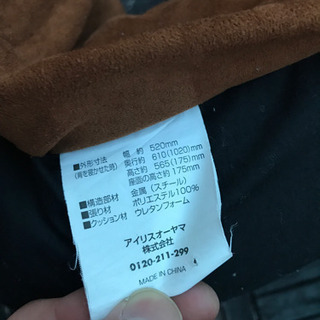 ■外形寸法 幅 約 520mm
(背を寝かせた時) 奥行約 610(1020)mm
高さ約 565(175)mm
座面の高さ約 175mm
■構造部材 金属(スチール)
■張り材 ポリエステル100%
■クッション材 ウレタンフォーム
アイリスオーヤマ
株式会社
0120-211-299
MADE IN CHINA